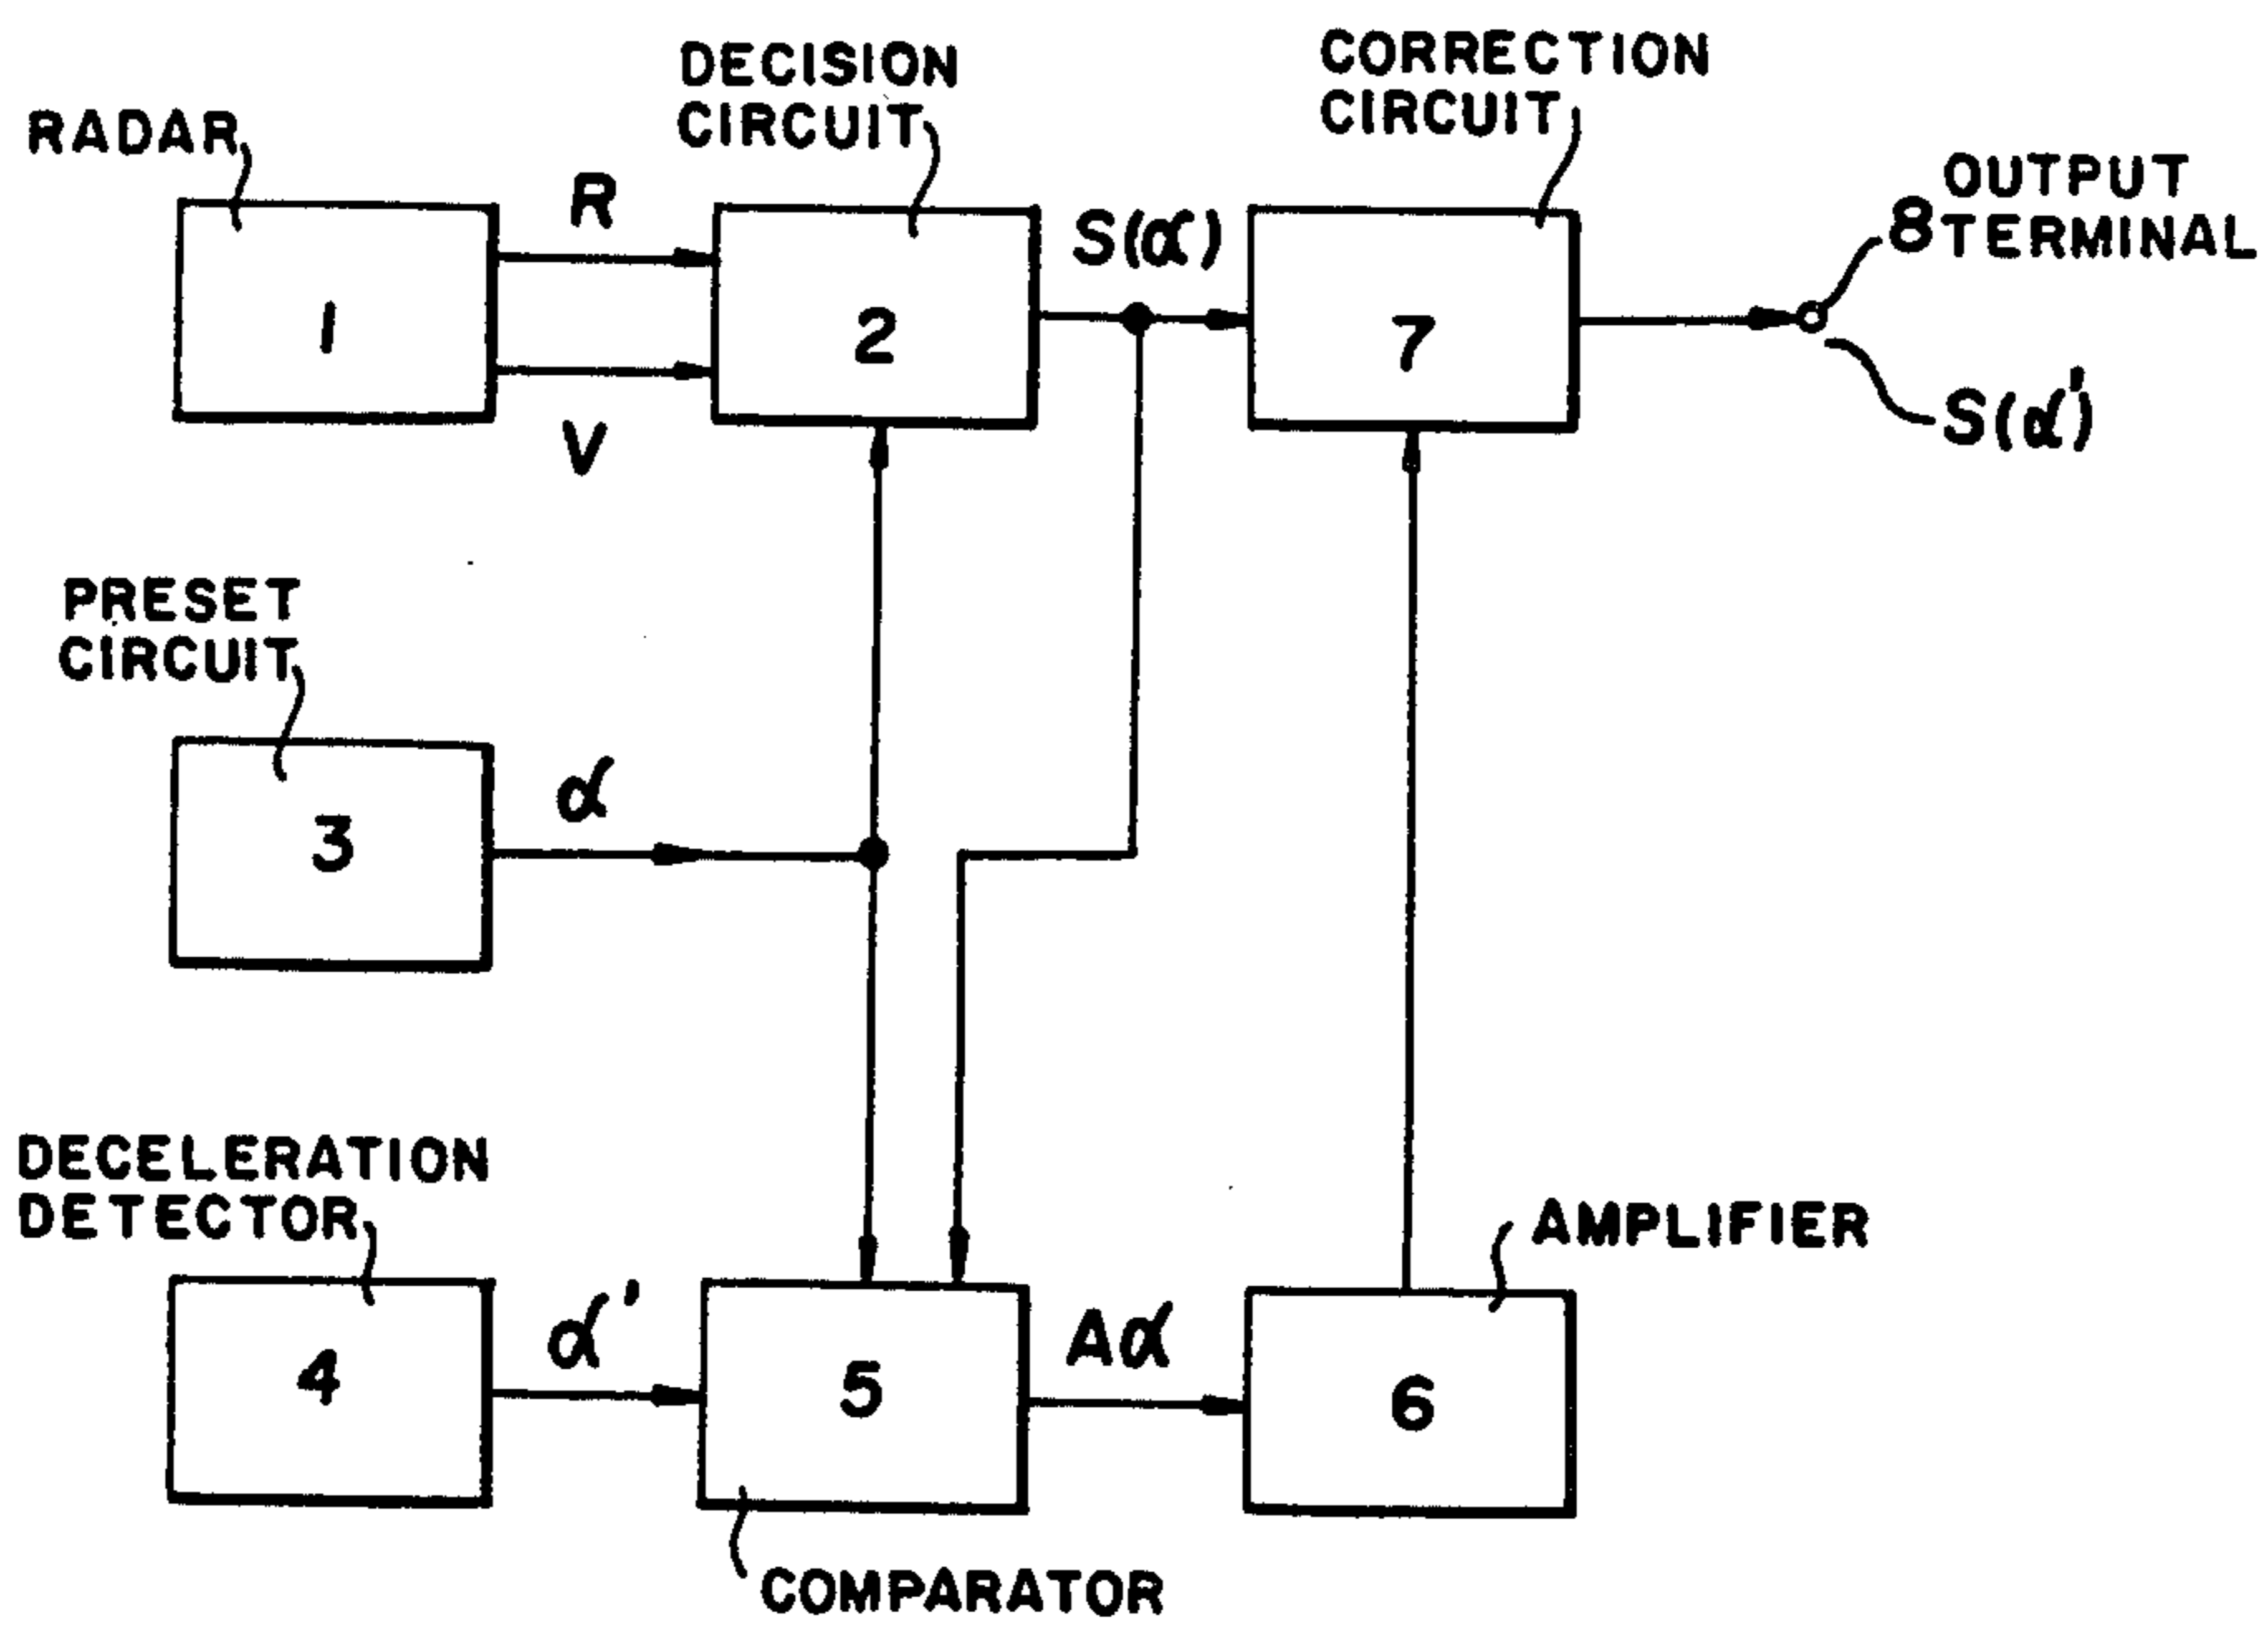 RADAR
DECISION
CIRCUIT
CORRECTION
CIRCUIT
OUTPUT
8 TERMINAL
R
V
S(α)
S(α')
1
2
7
PRESET
CIRCUIT
3
α
DECELERATION
DETECTOR
4
α'
5
Aα
6
AMPLIFIER
COMPARATOR